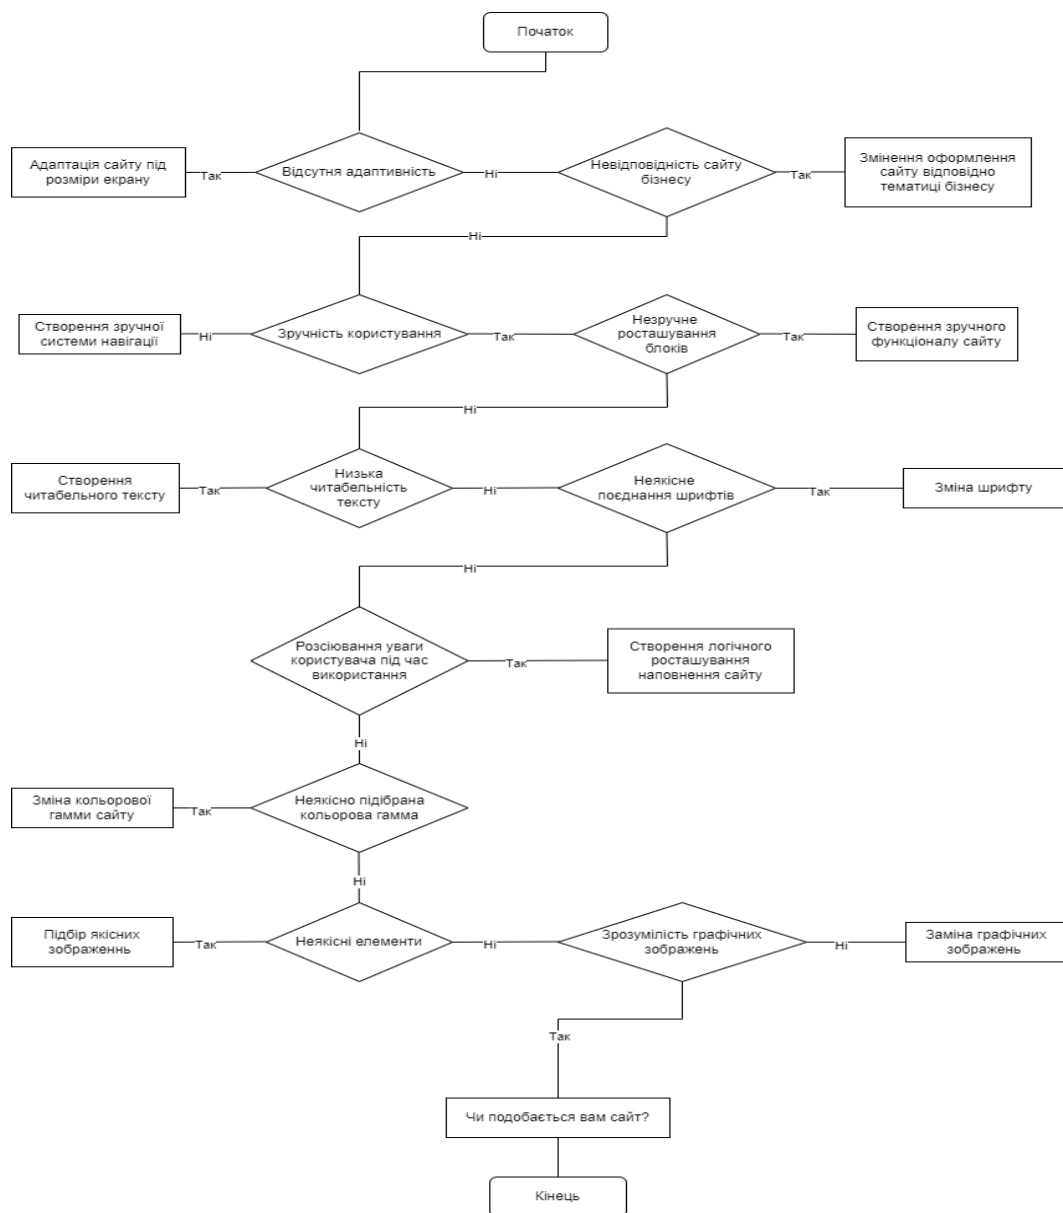 Початок
Адаптація сайту під
розміри екрану
Так
Відсутня адаптивність
Ні
Невідповідність сайту
бізнесу
Так
Змінення оформлення
сайту відповідно
тематиці бізнесу
Ні
Створення зручної
системи навігації
Ні
Зручність користування
Так
Незручне
росташування
блоків
Так
Створення зручного
функціоналу сайту
Ні
Створення
читабельного тексту
Так
Низька
читабельність
тексту
Ні
Неякісне
поєднання шрифтів
Так
Зміна шрифту
Ні
Розсіювання уваги
користувача під час
використання
Так
Створення логічного
росташування
наповнення сайту
Ні
Зміна кольорової
гамми сайту
Так
Неякісно підібрана
кольорова гамма
Ні
Підбір якісних
зображеннь
Так
Неякісні елементи
Ні
Зрозумілість графічних
зображень
Ні
Заміна графічних
зображень
Так
Чи подобається вам сайт?
Кінець